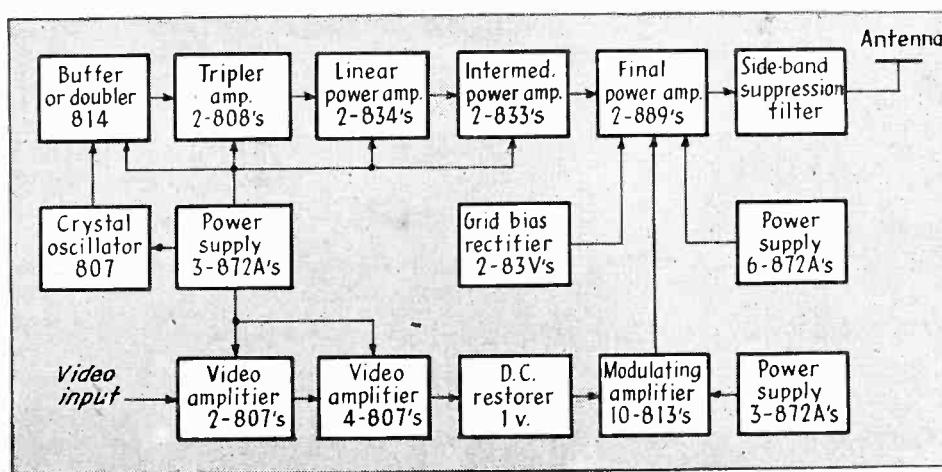 Antenna
Buffer
or doubler
814
Tripler
amp.
2-808's
Linear
power amp.
2-834's
Intermed.
power amp.
2-833's
Final
power amp.
2-889's
Side-band
suppression
filter
Crystal
oscillator
807
Power
supply
3-872A's
Grid bias
rectifier
2-83V's
Power
supply
6-872A's
Video
input
Video
amplifier
2-807's
Video
amplifier
4-807's
D.C.
restorer
1 v.
Modulating
amplifier
10-813's
Power
supply
3-872A's